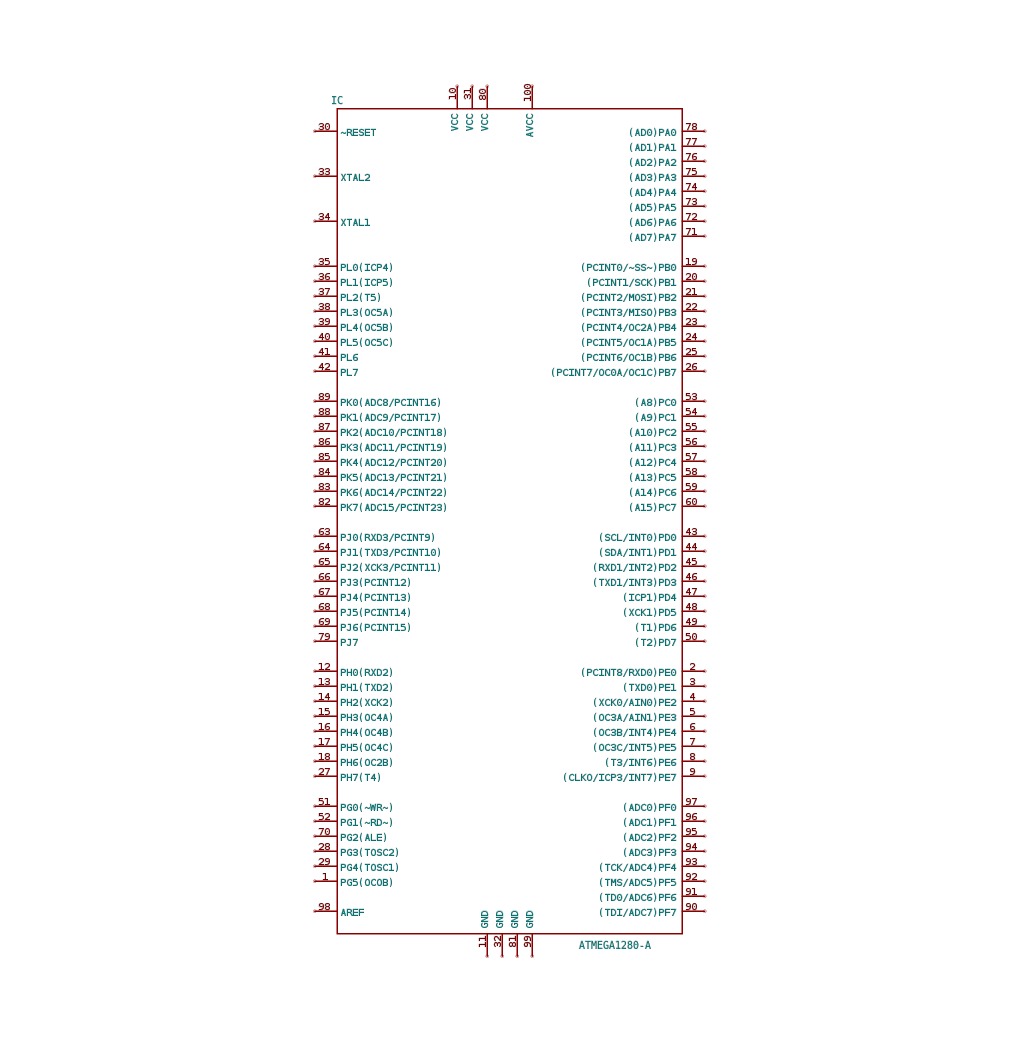 10 31 80 100
IC
VCC VCC VCC AVCC
30 ~RESET (AD0)PA0 78
(AD1)PA1 77
(AD2)PA2 76
33 XTAL2 (AD3)PA3 75
(AD4)PA4 74
(AD5)PA5 73
34 XTAL1 (AD6)PA6 72
(AD7)PA7 71
35 PL0(ICP4) (PCINT0/~SS~)PB0 19
36 PL1(ICP5) (PCINT1/SCK)PB1 20
37 PL2(T5) (PCINT2/MOSI)PB2 21
38 PL3(OC5A) (PCINT3/MISO)PB3 22
39 PL4(OC5B) (PCINT4/OC2A)PB4 23
40 PL5(OC5C) (PCINT5/OC1A)PB5 24
41 PL6 (PCINT6/OC1B)PB6 25
42 PL7 (PCINT7/OC0A/OC1C)PB7 26
89 PK0(ADC8/PCINT16) (A8)PC0 53
88 PK1(ADC9/PCINT17) (A9)PC1 54
87 PK2(ADC10/PCINT18) (A10)PC2 55
86 PK3(ADC11/PCINT19) (A11)PC3 56
85 PK4(ADC12/PCINT20) (A12)PC4 57
84 PK5(ADC13/PCINT21) (A13)PC5 58
83 PK6(ADC14/PCINT22) (A14)PC6 59
82 PK7(ADC15/PCINT23) (A15)PC7 60
63 PJ0(RXD3/PCINT9) (SCL/INT0)PD0 43
64 PJ1(TXD3/PCINT10) (SDA/INT1)PD1 44
65 PJ2(XCK3/PCINT11) (RXD1/INT2)PD2 45
66 PJ3(PCINT12) (TXD1/INT3)PD3 46
67 PJ4(PCINT13) (ICP1)PD4 47
68 PJ5(PCINT14) (XCK1)PD5 48
69 PJ6(PCINT15) (T1)PD6 49
79 PJ7 (T2)PD7 50
12 PH0(RXD2) (PCINT8/RXD0)PE0 2
13 PH1(TXD2) (TXD0)PE1 3
14 PH2(XCK2) (XCK0/AIN0)PE2 4
15 PH3(OC4A) (OC3A/AIN1)PE3 5
16 PH4(OC4B) (OC3B/INT4)PE4 6
17 PH5(OC4C) (OC3C/INT5)PE5 7
18 PH6(OC2B) (T3/INT6)PE6 8
27 PH7(T4) (CLKO/ICP3/INT7)PE7 9
51 PG0(~WR~) (ADC0)PF0 97
52 PG1(~RD~) (ADC1)PF1 96
70 PG2(ALE) (ADC2)PF2 95
28 PG3(TOSC2) (ADC3)PF3 94
29 PG4(TOSC1) (TCK/ADC4)PF4 93
1 PG5(OC0B) (TMS/ADC5)PF5 92
(TDO/ADC6)PF6 91
98 AREF (TDI/ADC7)PF7 90
GND GND GND GND
11 32 81 99
ATMEGA1280-A